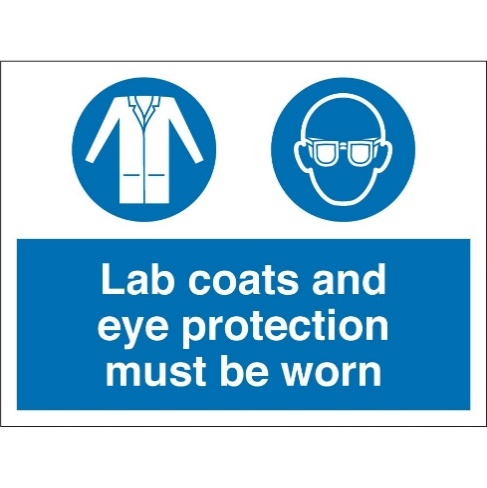 Lab coats and
eye protection
must be worn